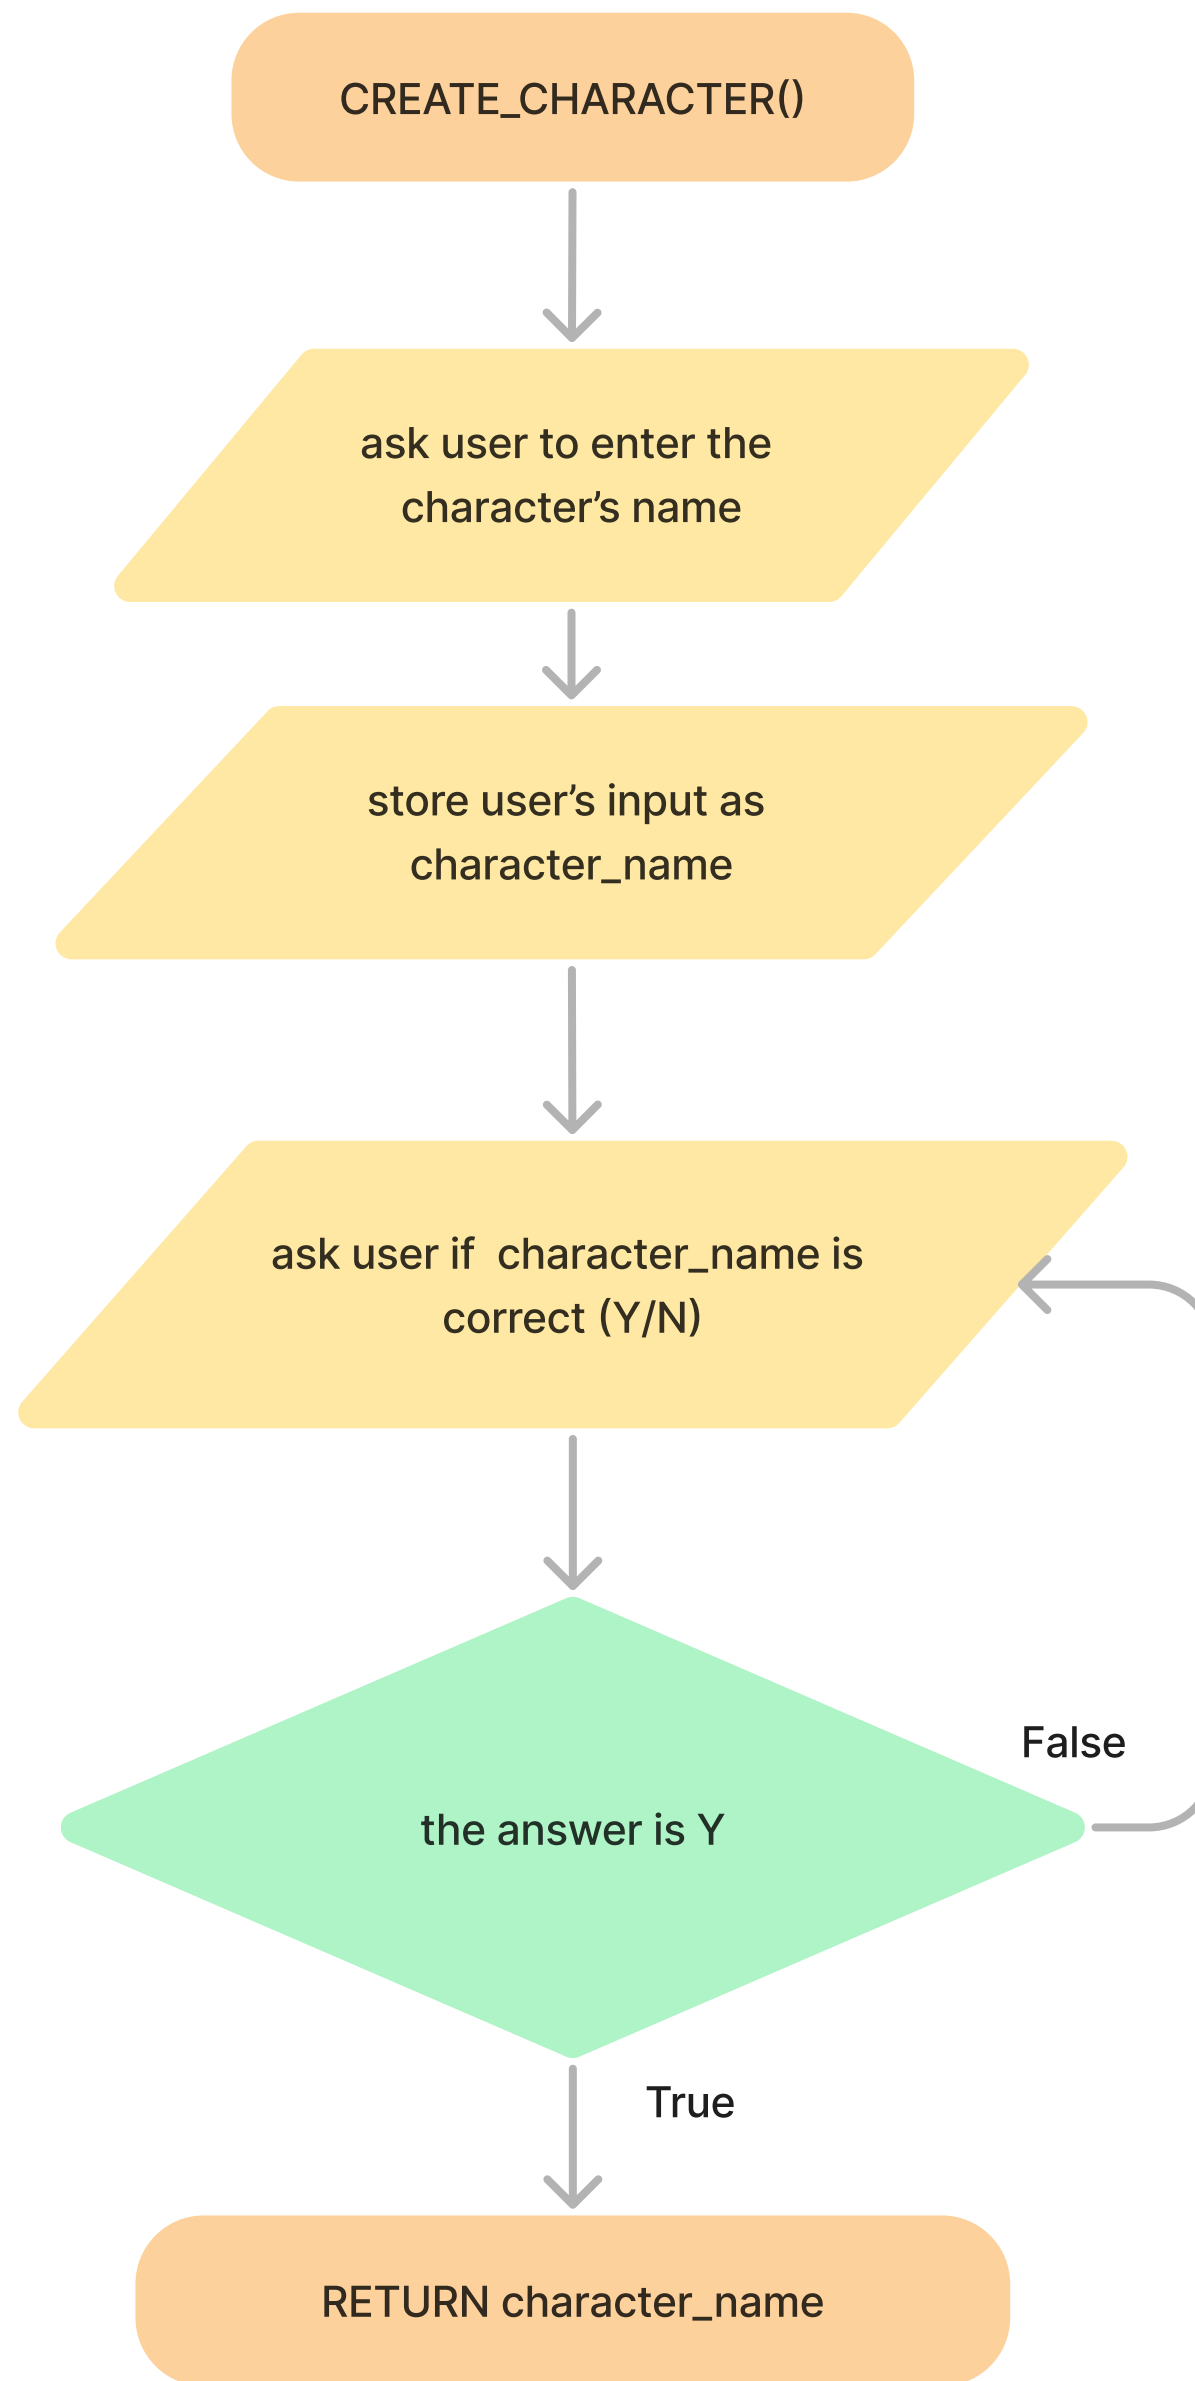 CREATE_CHARACTER()
ask user to enter the
character’s name
store user’s input as
character_name
ask user if  character_name is
correct (Y/N)
False
the answer is Y
True
RETURN character_name